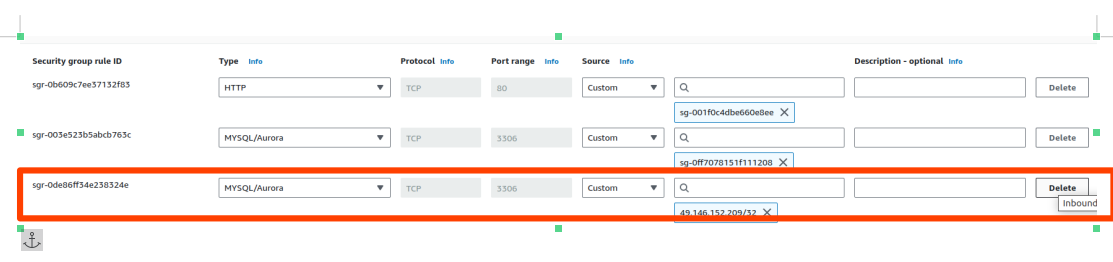 Security group rule ID Type Info Protocol Info Port range Info Source Info Description - optional Info
sgr-0b609c7ee37132f83 HTTP TCP 80 Custom Delete
sg-001f0c4dbe660e8ee
sgr-003e523b5abcb763c MYSQL/Aurora TCP 3306 Custom Delete
sg-0ff7078151f111208
sgr-0de86ff34e238324e MYSQL/Aurora TCP 3306 Custom Delete
Inbound
49.146.152.209/32